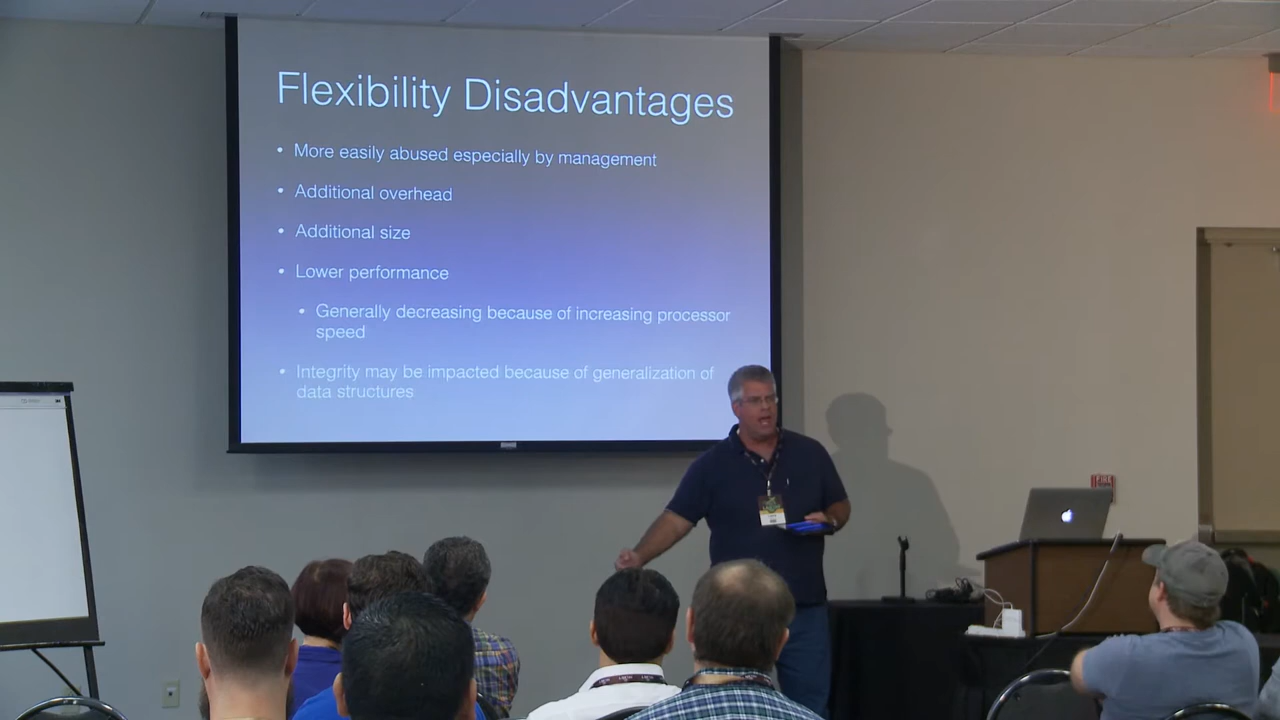 Flexibility Disadvantages
• More easily abused especially by management
• Additional overhead
• Additional size
• Lower performance
• Generally decreasing because of increasing processor
speed
• Integrity may be impacted because of generalization of
data structures
FIRE